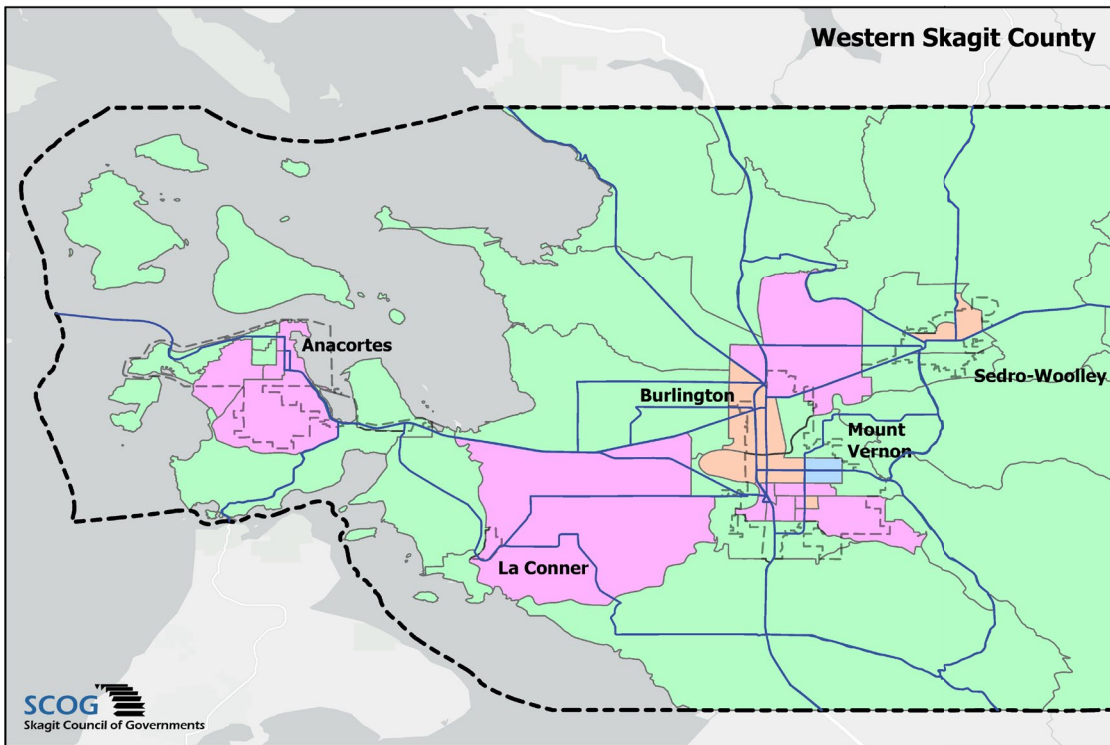 Western Skagit County
Anacortes
Burlington
Sedro-Woolley
Mount
Vernon
La Conner
SCOG
Skagit Council of Governments